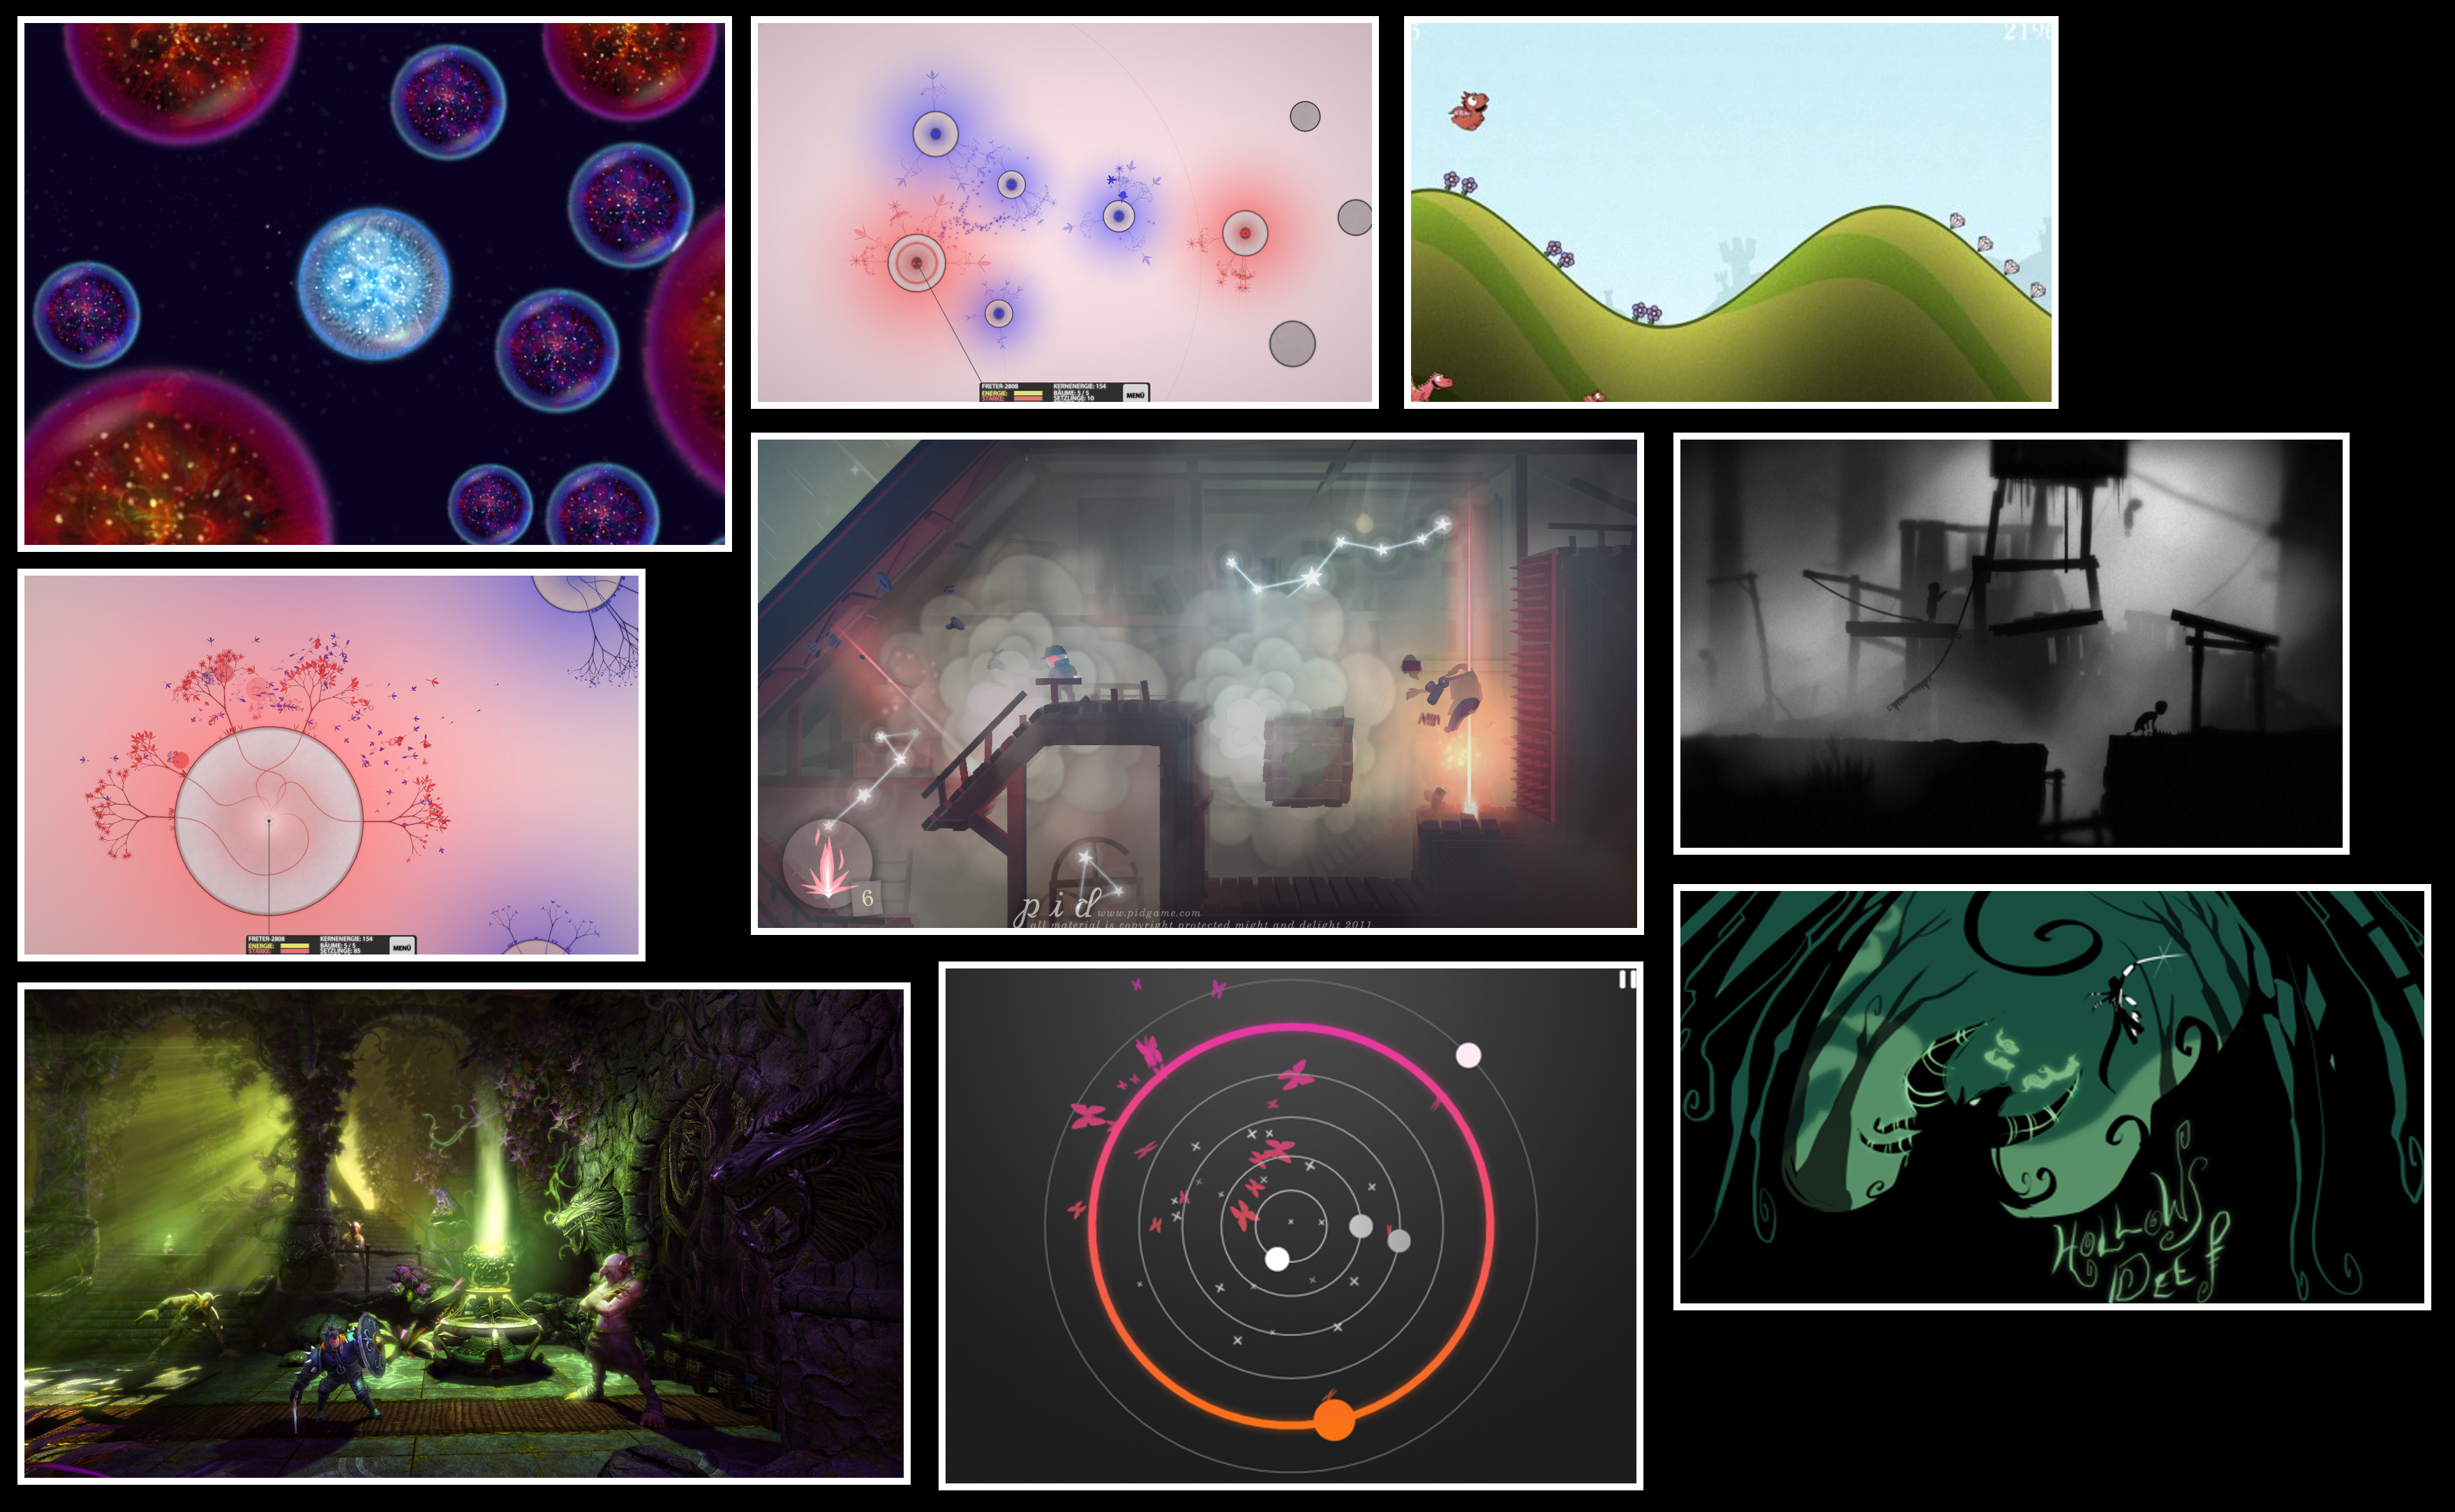 2196
FRETER-2808
ENERGIE:
STÄRKE:
KERNENERGIE: 154
BÄUME: 5 / 5
SETZLINGE: 10
MENÜ
6
pid www.pidgame.com
all material is copyright protected might and delight 2011
FRETER-2808
ENERGIE:
STÄRKE:
KERNENERGIE: 154
BÄUME: 5 / 5
SETZLINGE: 85
MENÜ
HOLLOWS
DEEP